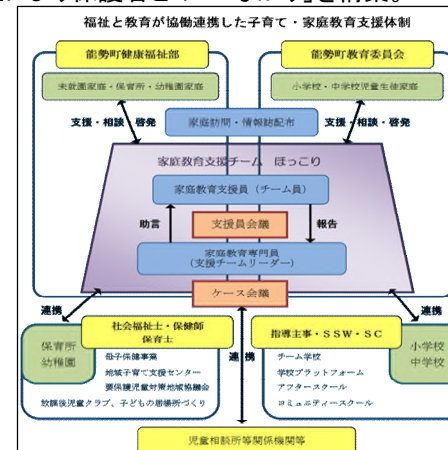 福祉と教育が協働連携した子育て・家庭教育支援体制
能勢町健康福祉部
能勢町教育委員会
未就園家庭・保育所・幼稚園家庭
小学校・中学校児童生徒家庭
支援・相談・啓発
家庭訪問・情報誌配布
支援・相談・啓発
家庭教育支援チーム ほっこり
家庭教育支援員(チーム員)
助言
支援員会議
報告
家庭教育専門員
(支援チームリーダー)
ケース会議
連携
連携
保育所
幼稚園
社会福祉士・保健師
保育士
母子保健事業
地域子育て支援センター
要保護児童対策地域協議会
放課後児童クラブ、子どもの居場所づくり
連携
指導主事・SSW・SC
チーム学校
学校プラットフォーム
アフタースクール
コミュニティースクール
小学校
中学校
児童相談所等関係機関等